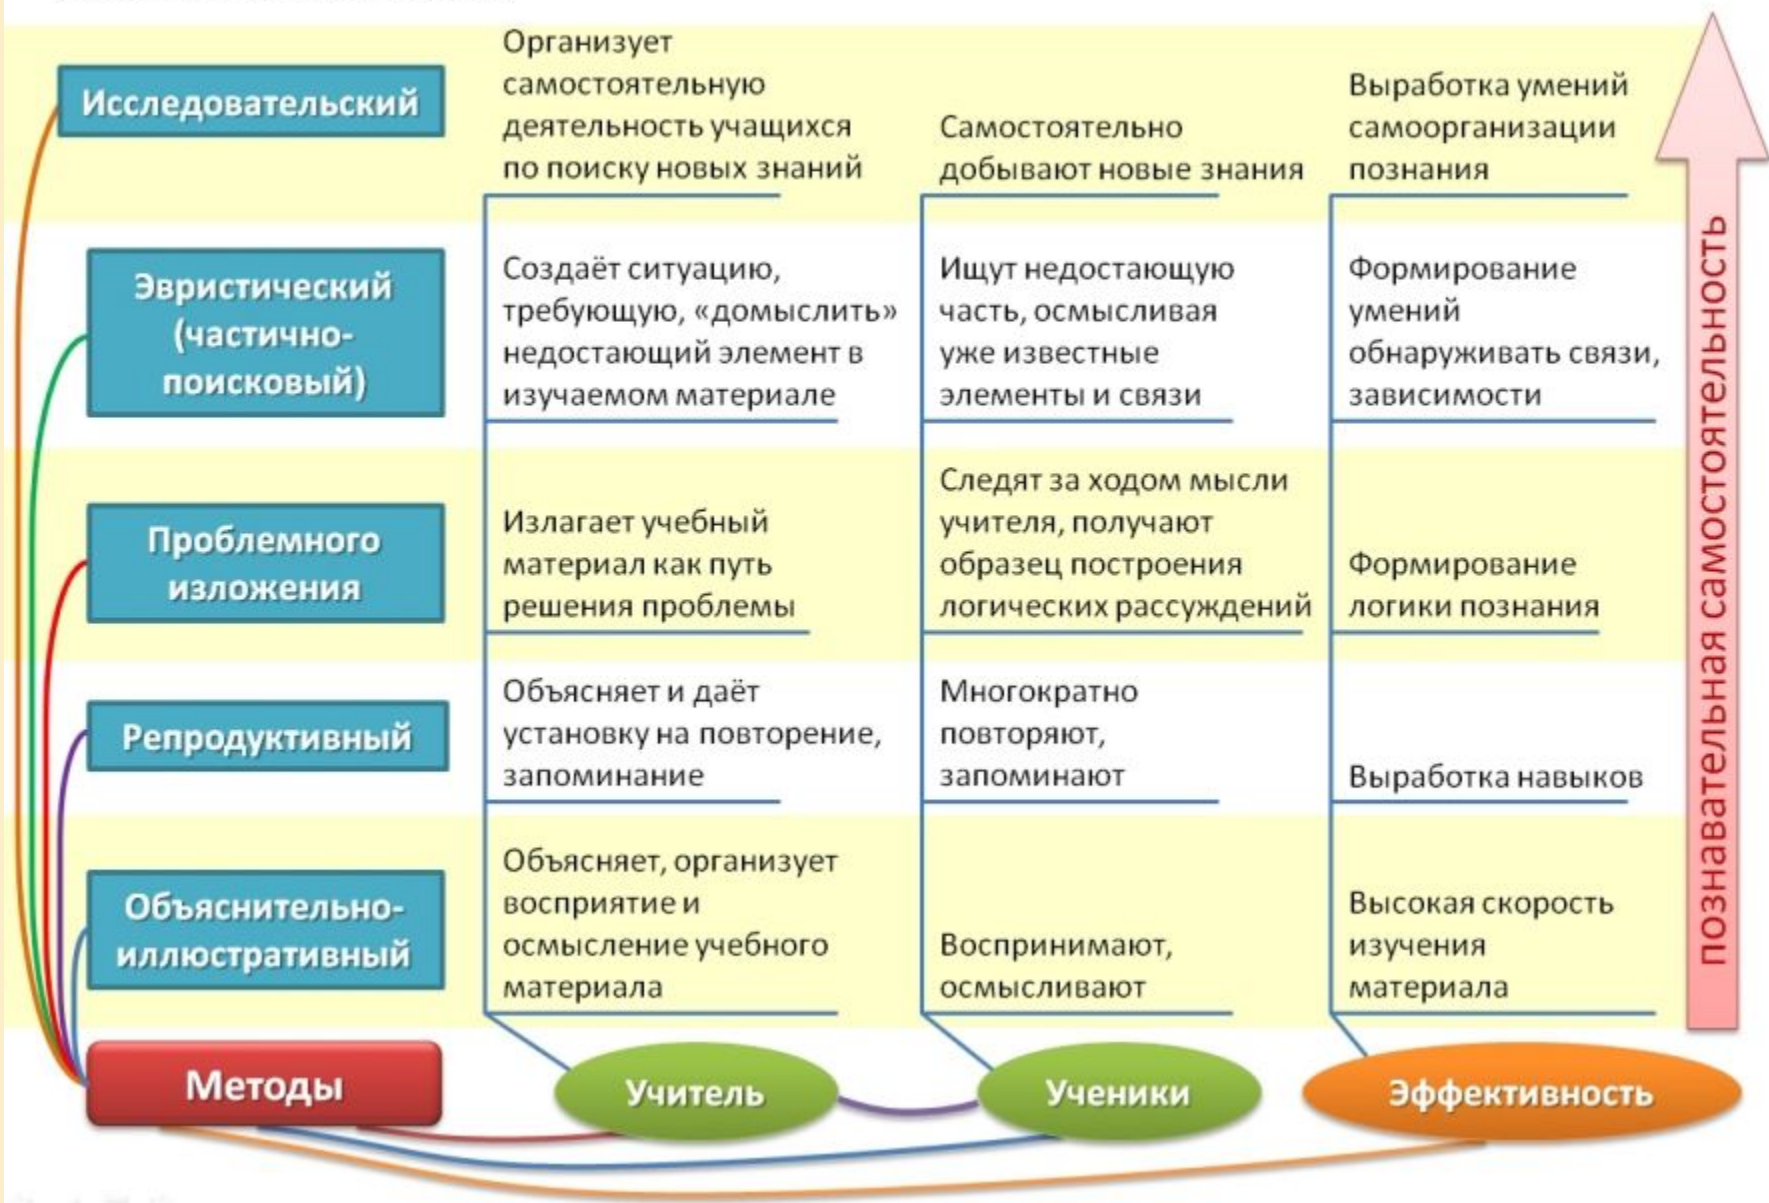 Исследовательский
Организует
самостоятельную
деятельность учащихся
по поиску новых знаний
Самостоятельно
добывают новые знания
Выработка умений
самоорганизации
познания
Эвристический
(частично-
поисковый)
Создаёт ситуацию,
требующую, «домыслить»
недостающий элемент в
изучаемом материале
Ищут недостающую
часть, осмысливая
уже известные
элементы и связи
Формирование
умений
обнаруживать связи,
зависимости
Проблемного
изложения
Излагает учебный
материал как путь
решения проблемы
Следят за ходом мысли
учителя, получают
образец построения
логических рассуждений
Формирование
логики познания
Репродуктивный
Объясняет и даёт
установку на повторение,
запоминание
Многократно
повторяют,
запоминают
Выработка навыков
Объяснительно-
иллюстративный
Объясняет, организует
восприятие и
осмысление учебного
материала
Воспринимают,
осмысливают
Высокая скорость
изучения
материала
познавательная самостоятельность
Методы
Учитель
Ученики
Эффективность